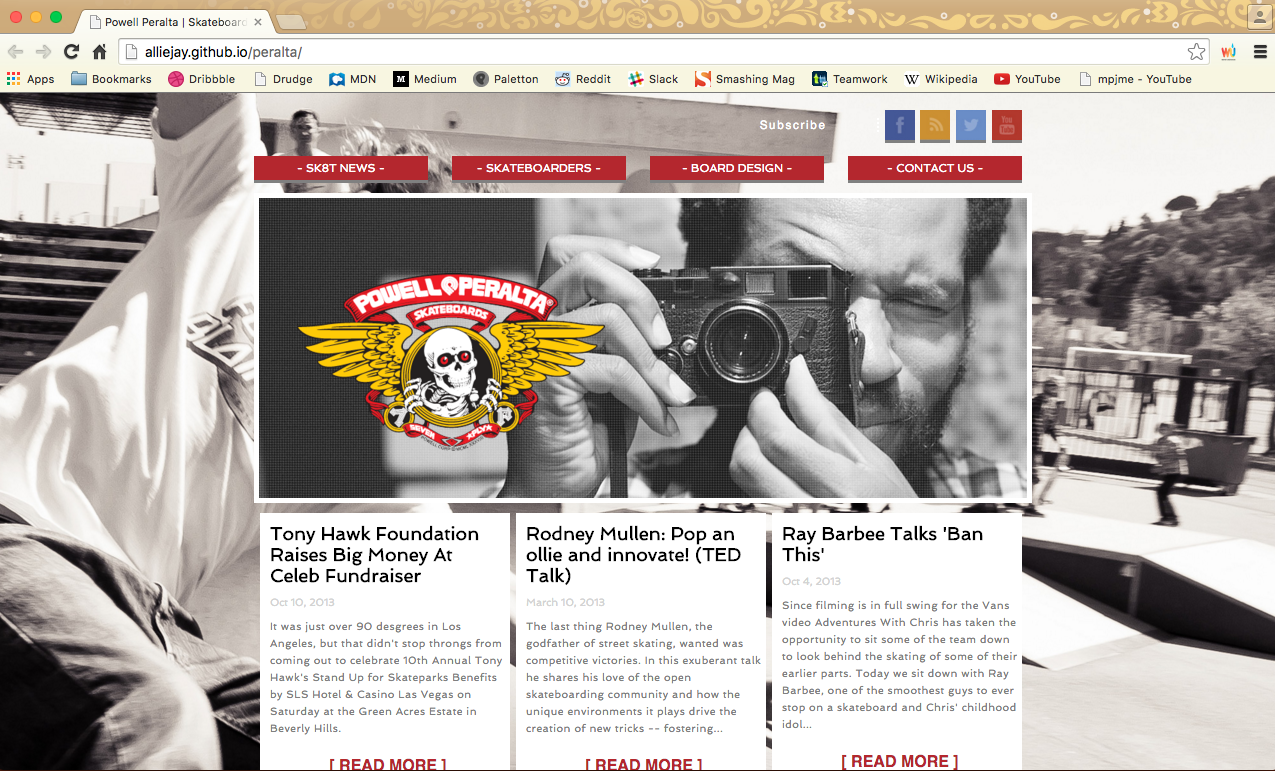 Powell Peralta | Skateboard
alliejay.github.io/peralta/
Apps Bookmarks Dribbble Drudge MDN Medium Paletton Reddit Slack Smashing Mag Teamwork Wikipedia YouTube mpjme - YouTube
Subscribe
You
Tube
- SK8T NEWS - - SKATEBOARDERS - - BOARD DESIGN - - CONTACT US -
POWELL PERALTA
SKATEBOARDS
Tony Hawk Foundation
Raises Big Money At
Celeb Fundraiser
Oct 10, 2013
It was just over 90 desgrees in Los
Angeles, but that didn't stop throngs from
coming out to celebrate 10th Annual Tony
Hawk's Stand Up for Skateparks Benefits
by SLS Hotel & Casino Las Vegas on
Saturday at the Green Acres Estate in
Beverly Hills.
[ READ MORE ]
Rodney Mullen: Pop an
ollie and innovate! (TED
Talk)
March 10, 2013
The last thing Rodney Mullen, the
godfather of street skating, wanted was
competitive victories. In this exuberant talk
he shares his love of the open
skateboarding community and how the
unique environments it plays drive the
creation of new tricks -- fostering...
[ READ MORE ]
Ray Barbee Talks 'Ban
This'
Oct 4, 2013
Since filming is in full swing for the Vans
video Adventures With Chris has taken the
opportunity to sit some of the team down
to look behind the skating of some of their
earlier parts. Today we sit down with Ray
Barbee, one of the smoothest guys to ever
stop on a skateboard and Chris' childhood
idol...
[ READ MORE ]